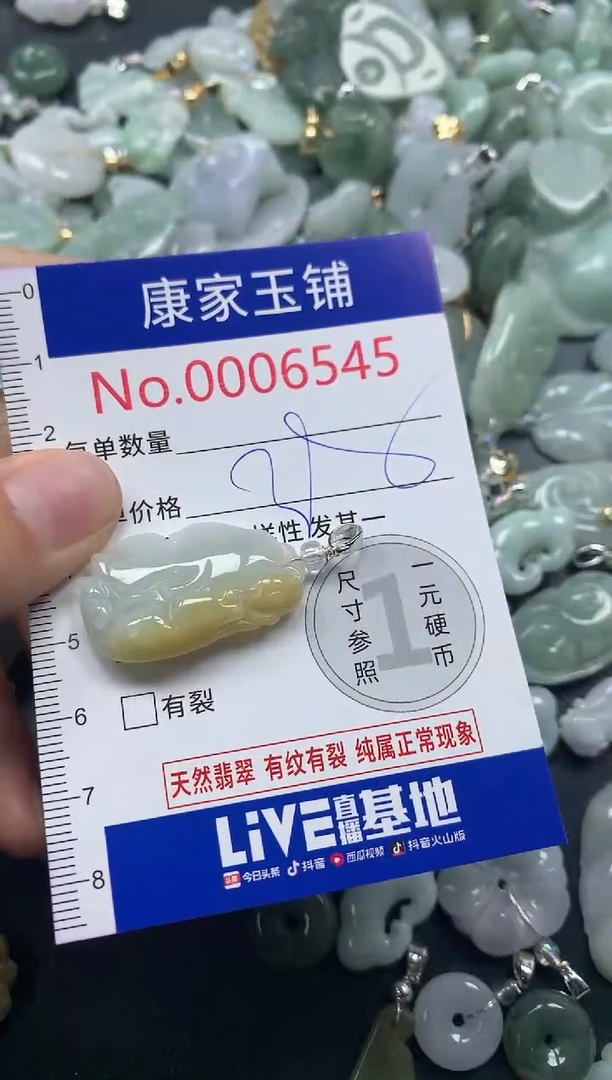 康家玉铺
No.0006545
0
1
2
单数量
价格
样性发其一
尺寸参照
1
一元硬币
5
有裂
6
天然翡翠 有纹有裂 纯属正常现象
7
LiVE直播基地
8
头条 今日头条 抖音 西瓜视频 抖音火山版